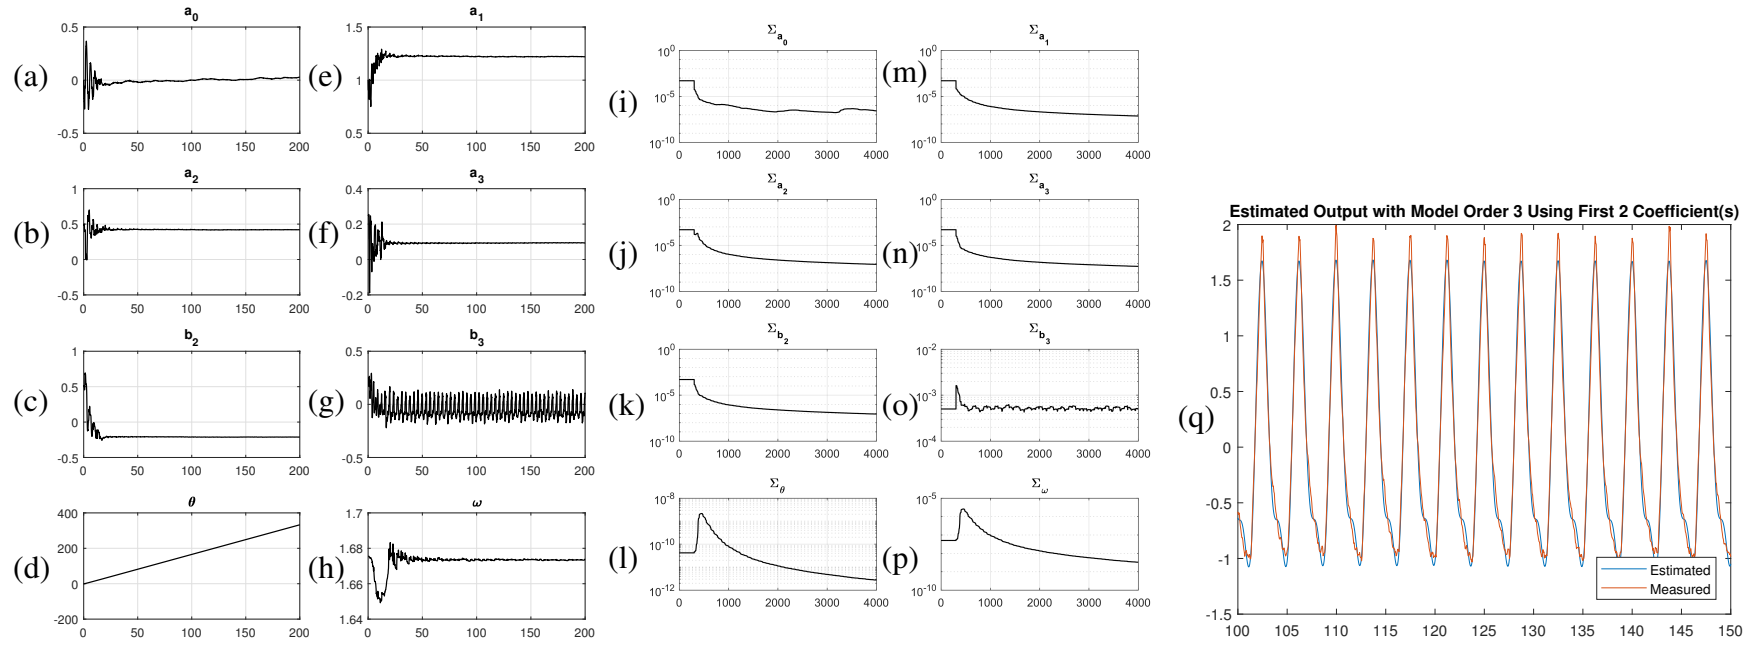 a0
(a)
0.5
0
-0.5
0 50 100 150 200
a1
(e)
1.5
1
0.5
0 50 100 150 200
a2
(b)
1
0.5
0
-0.5
0 50 100 150 200
a3
(f)
0.4
0.2
0
-0.2
0 50 100 150 200
b2
(c)
1
0.5
0
-0.5
0 50 100 150 200
b3
(g)
0.5
0
-0.5
0 50 100 150 200
θ
(d)
400
200
0
-200
0 50 100 150 200
ω
(h)
1.7
1.68
1.66
1.64
0 50 100 150 200
Σa0
(i)
10^0
10^-5
10^-10
0 1000 2000 3000 4000
Σa1
(m)
10^0
10^-5
10^-10
0 1000 2000 3000 4000
Σa2
(j)
10^0
10^-5
10^-10
0 1000 2000 3000 4000
Σa3
(n)
10^0
10^-5
10^-10
0 1000 2000 3000 4000
Σb2
(k)
10^0
10^-5
10^-10
0 1000 2000 3000 4000
Σb3
(o)
10^-2
10^-3
10^-4
0 1000 2000 3000 4000
Σθ
(l)
10^-8
10^-10
10^-12
0 1000 2000 3000 4000
Σω
(p)
10^-5
10^-10
0 1000 2000 3000 4000
Estimated Output with Model Order 3 Using First 2 Coefficient(s)
(q)
2
1.5
1
0.5
0
-0.5
-1
-1.5
100 105 110 115 120 125 130 135 140 145 150
Estimated
Measured